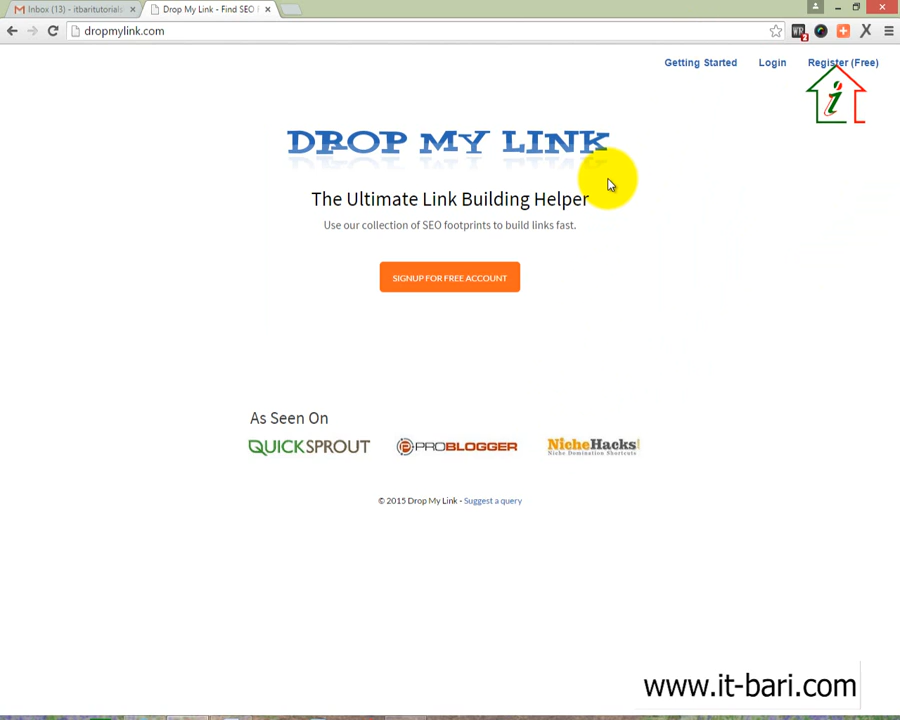 Inbox (13) - itbaritutorials
Drop My Link - Find SEO
dropmylink.com
Getting Started
Login
Register (Free)
DROP MY LINK
The Ultimate Link Building Helper
Use our collection of SEO footprints to build links fast.
SIGNUP FOR FREE ACCOUNT
As Seen On
QUICKSPROUT
PROBLOGGER
NicheHacks!
Niche Domination Shortcuts
© 2015 Drop My Link - Suggest a query
www.it-bari.com